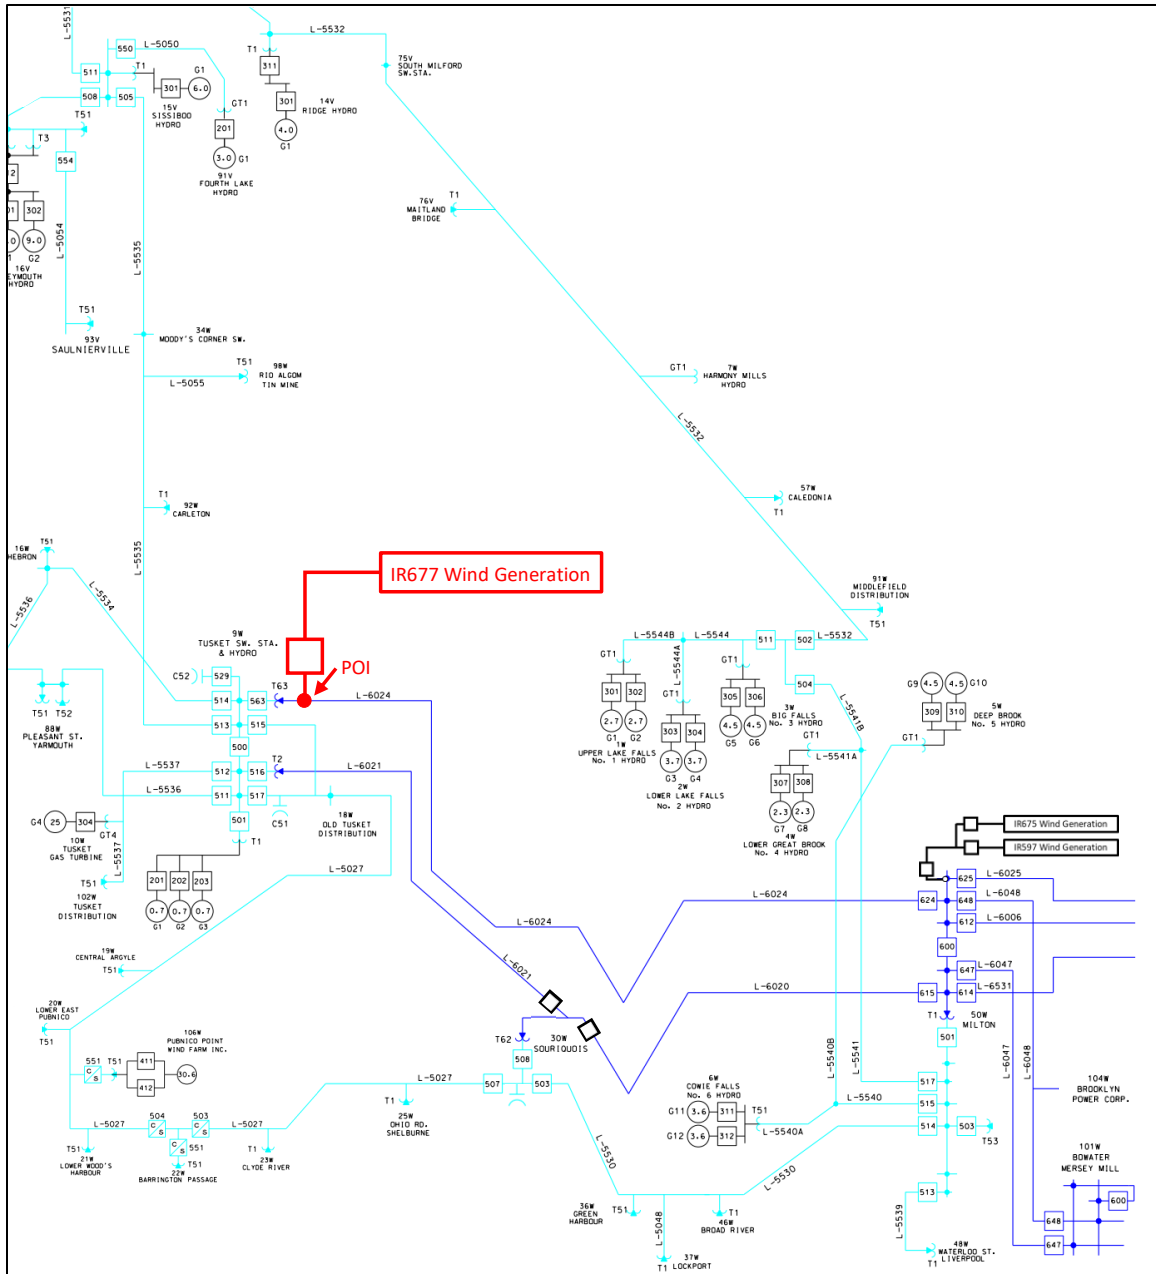 L-5531
550
L-5050
511
T1
508
505
301
G1
6.0
15V
SISSIBOO
HYDRO
GT1
201
3.0
G1
91V
FOURTH LAKE
HYDRO
T1
311
L-5532
301
4.0
G1
14V
RIDGE HYDRO
75V
SOUTH MILFORD
SW.STA.
T51
T3
554
302
9.0
G2
16V
L-5054
L-5535
76V
MAITLAND
BRIDGE
T1
T51
93V
SAULNIERVILLE
34W
MOODY'S CORNER SW.
98W
RIO ALGOM
TIN MINE
T51
L-5055
GT1
7W
HARMONY MILLS
HYDRO
L-5532
T1
92W
CARLETON
57W
CALEDONIA
T1
L-5535
16W
HEBRON
T51
L-5536
L-5534
IR677 Wind Generation
POI
91W
MIDDLEFIELD
DISTRIBUTION
T51
9W
TUSKET SW. STA.
& HYDRO
C52
529
T63
L-6024
514
563
513
515
500
T2
L-6021
512
516
511
517
501
T1
C51
T51
T52
88W
PLEASANT ST.
YARMOUTH
L-5537
L-5536
18W
OLD TUSKET
DISTRIBUTION
G4
25
304
GT4
10W
TUSKET
GAS TURBINE
L-5537
T51
102W
TUSKET
DISTRIBUTION
201
202
203
0.7
0.7
0.7
G1
G2
G3
L-5027
L-5544B
L-5544
511
502
L-5532
GT1
L-5544A
GT1
504
L-5541B
301
302
2.7
2.7
G1
G2
1W
UPPER LAKE FALLS
No. 1 HYDRO
GT1
303
304
3.7
3.7
G3
G4
2W
LOWER LAKE FALLS
No. 2 HYDRO
305
306
4.5
4.5
G5
G6
3W
BIG FALLS
No. 3 HYDRO
GT1
L-5541A
307
308
2.3
2.3
G7
G8
4W
LOWER GREAT BROOK
No. 4 HYDRO
G9
4.5
4.5
G10
309
310
GT1
5W
DEEP BROOK
No. 5 HYDRO
IR675 Wind Generation
IR597 Wind Generation
625
L-6025
624
648
L-6048
612
L-6006
600
647
L-6047
615
614
L-6531
T1
50W
MILTON
501
L-6024
L-6024
L-6021
L-6020
19W
CENTRAL ARGYLE
T51
20W
LOWER EAST
PUBNICO
T51
106W
PUBNICO POINT
WIND FARM INC.
551
C
S
T51
411
412
30.6
T62
30W
SOURIQUOIS
508
507
503
L-5027
L-5540B
L-5541
L-6047
L-6048
517
515
514
503
T53
6W
COWIE FALLS
No. 6 HYDRO
G11
3.6
311
T51
G12
3.6
312
L-5540A
L-5540
104W
BROOKLYN
POWER CORP.
L-5027
504
C
S
503
C
S
L-5027
T51
21W
LOWER WOOD'S
HARBOUR
C
S
551
T51
22W
BARRINGTON PASSAGE
T1
23W
CLYDE RIVER
T1
25W
OHIO RD.
SHELBURNE
L-5530
L-5530
36W
GREEN
HARBOUR
T51
L-5048
T1
46W
BROAD RIVER
T1
37W
LOCKPORT
513
L-5539
48W
WATERLOO ST.
LIVERPOOL
T1
101W
BOWATER
MERSEY MILL
600
648
647